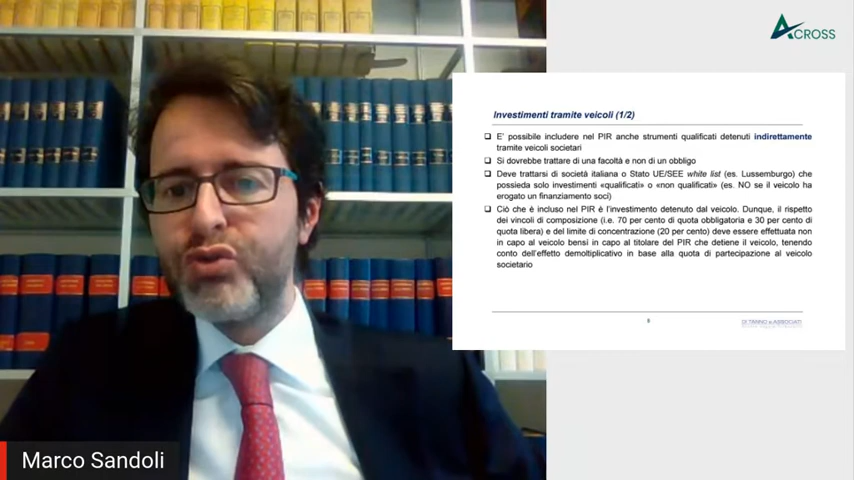 ACROSS
Investimenti tramite veicoli (1/2)
❑ E' possibile includere nel PIR anche strumenti qualificati detenuti indirettamente
tramite veicoli societari
❑ Si dovrebbe trattare di una facoltà e non di un obbligo
❑ Deve trattarsi di società italiana o Stato UE/SEE white list (es. Lussemburgo) che
possieda solo investimenti «qualificati» o «non qualificati» (es. NO se il veicolo ha
erogato un finanziamento soci)
❑ Ciò che è incluso nel PIR è l'investimento detenuto dal veicolo. Dunque, il rispetto
dei vincoli di composizione (i.e. 70 per cento di quota obbligatoria e 30 per cento di
quota libera) e del limite di concentrazione (20 per cento) deve essere effettuata non
in capo al veicolo bensì in capo al titolare del PIR che detiene il veicolo, tenendo
conto dell'effetto demoltiplicativo in base alla quota di partecipazione al veicolo
societario
DI TANNO e ASSOCIATI
Marco Sandoli